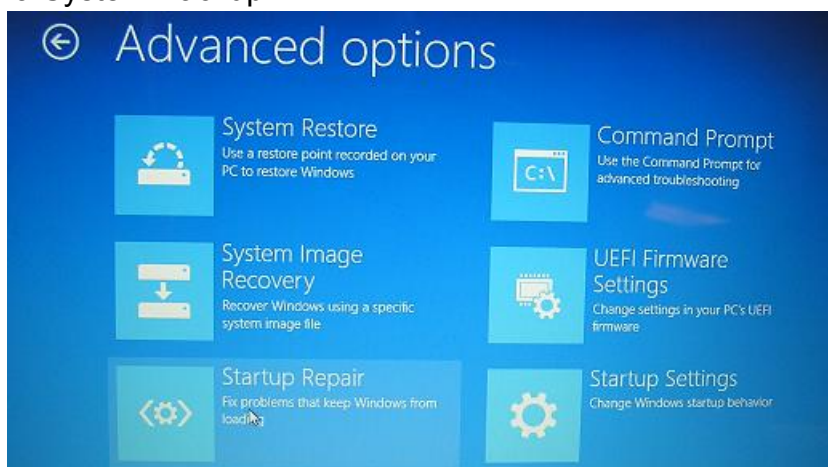 Advanced options
System Restore
Use a restore point recorded on your
PC to restore Windows
Command Prompt
Use the Command Prompt for
advanced troubleshooting
C:\
System Image
Recovery
Recover Windows using a specific
system image file
UEFI Firmware
Settings
Change settings in your PC's UEFI
firmware
Startup Repair
Fix problems that keep Windows from
loading
Startup Settings
Change Windows startup behavior